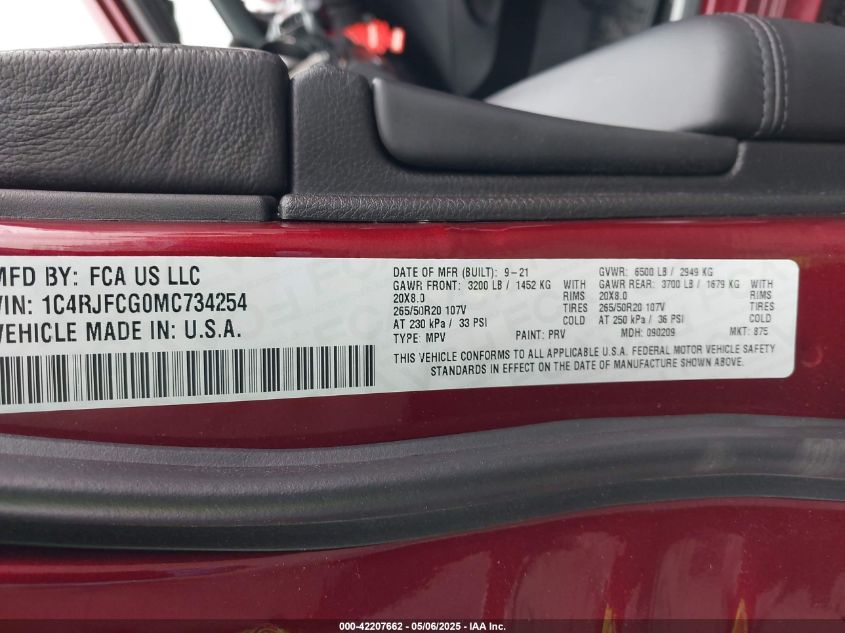 MFD BY: FCA US LLC
VIN: 1C4RJFCG0MC734254
VEHICLE MADE IN: U.S.A.
DATE OF MFR (BUILT): 9-21
GAWR FRONT: 3200 LB / 1452 KG
20X8.0 RIMS
265/50R20 107V TIRES
AT 230 kPa / 33 PSI COLD
TYPE: MPV PAINT: PRV
GVWR: 6500 LB / 2949 KG
GAWR REAR: 3700 LB / 1679 KG
20X8.0 RIMS
265/50R20 107V TIRES
AT 250 kPa / 36 PSI COLD
MDH: 090209 MKT: 875
THIS VEHICLE CONFORMS TO ALL APPLICABLE U.S.A. FEDERAL MOTOR VEHICLE SAFETY
STANDARDS IN EFFECT ON THE DATE OF MANUFACTURE SHOWN ABOVE.
000-42207662 - 05/06/2025 - IAA Inc.